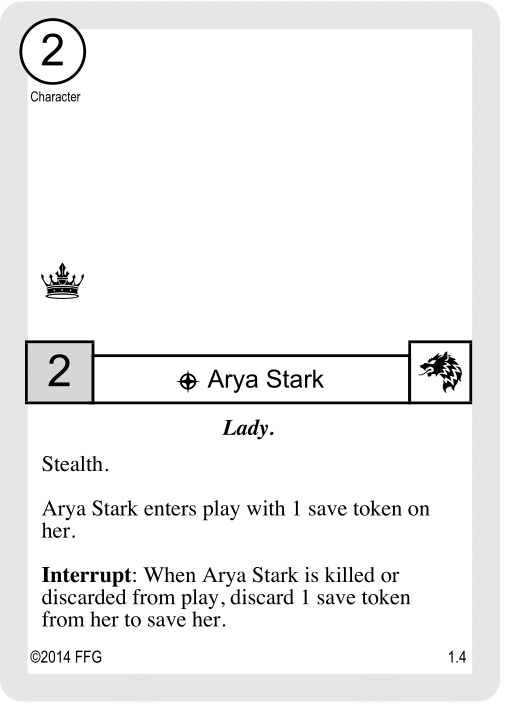 2
Character
2
Arya Stark
Lady.
Stealth.
Arya Stark enters play with 1 save token on
her.
Interrupt: When Arya Stark is killed or
discarded from play, discard 1 save token
from her to save her.
©2014 FFG
1.4